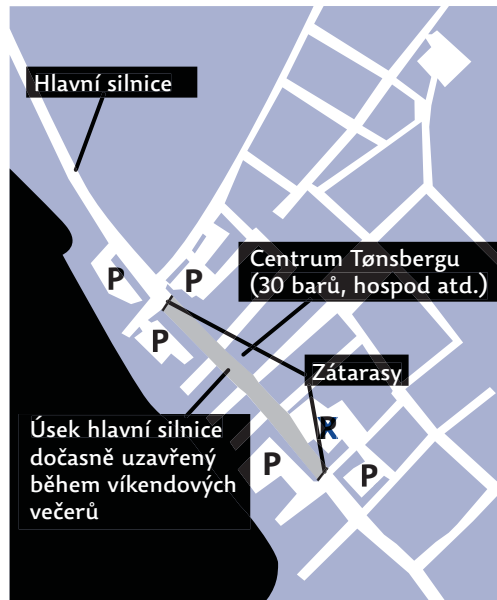 Hlavní silnice
Centrum Tønsbergu
(30 barů, hospod atd.)
P
P
P
Zátarasy
Úsek hlavní silnice
dočasně uzavřený
během víkendových
večerů
P
P